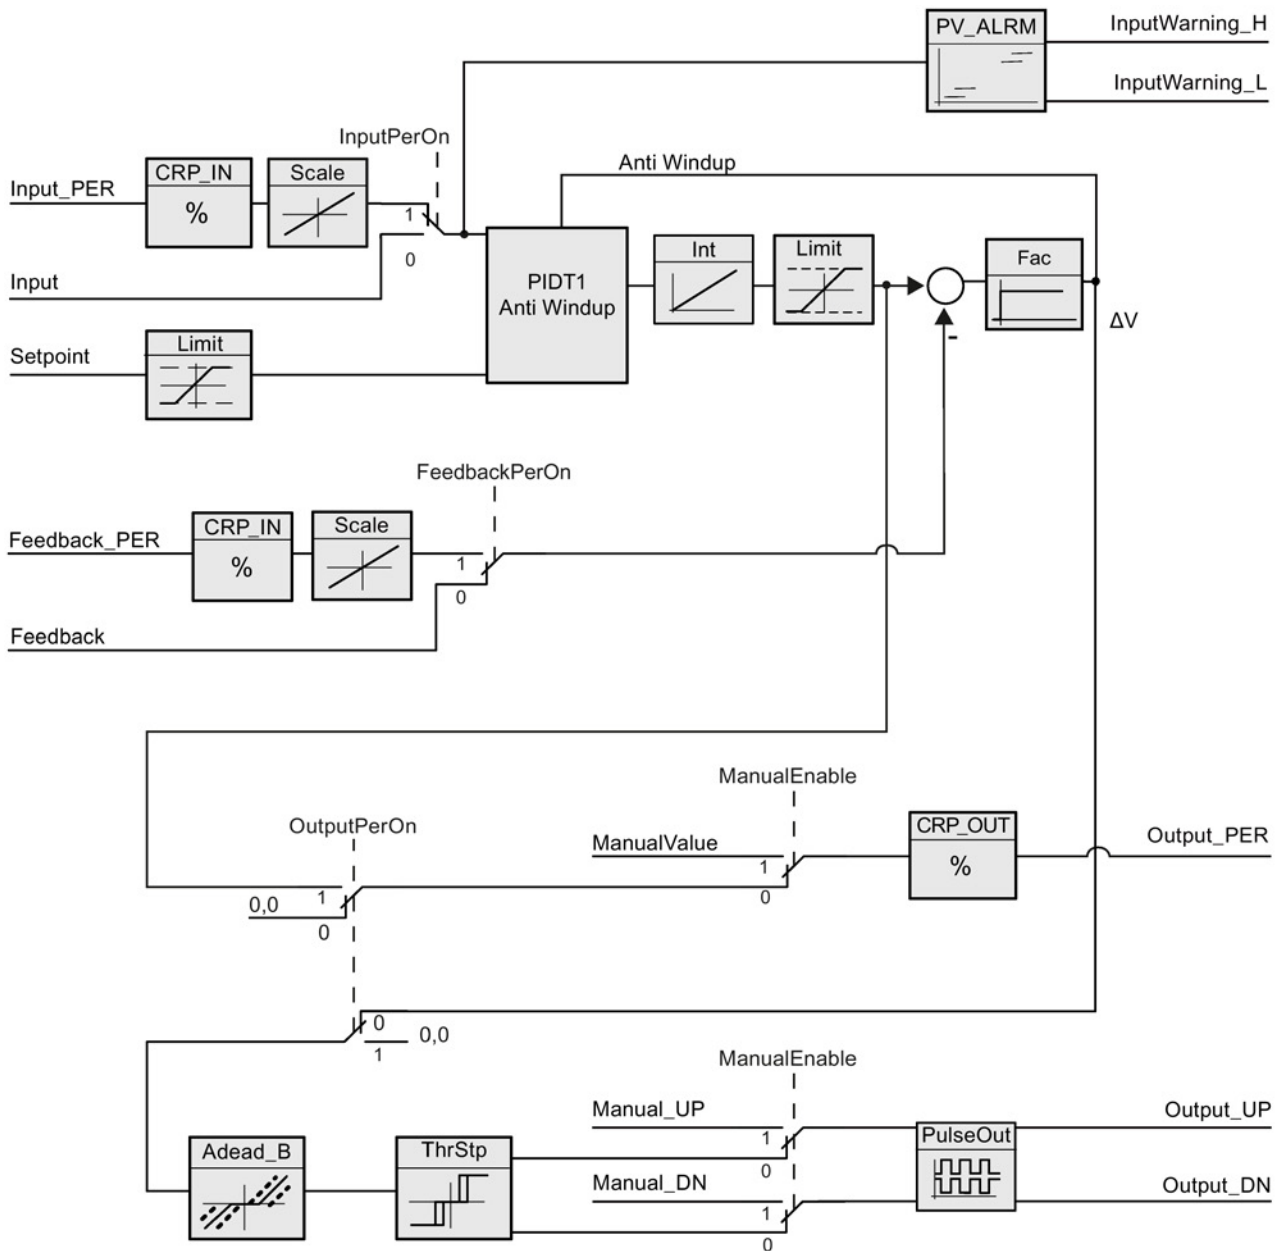 PV_ALRM
InputWarning_H
InputWarning_L
InputPerOn
Anti Windup
Input_PER
CRP_IN
%
Scale
1
0
Input
PIDT1
Anti Windup
Int
Limit
Fac
ΔV
-
Setpoint
Limit
FeedbackPerOn
Feedback_PER
CRP_IN
%
Scale
1
0
Feedback
ManualEnable
OutputPerOn
ManualValue
1
0
CRP_OUT
%
Output_PER
0,0
1
0
0
1
0,0
ManualEnable
Manual_UP
1
0
PulseOut
Output_UP
Adead_B
ThrStp
Manual_DN
1
0
Output_DN